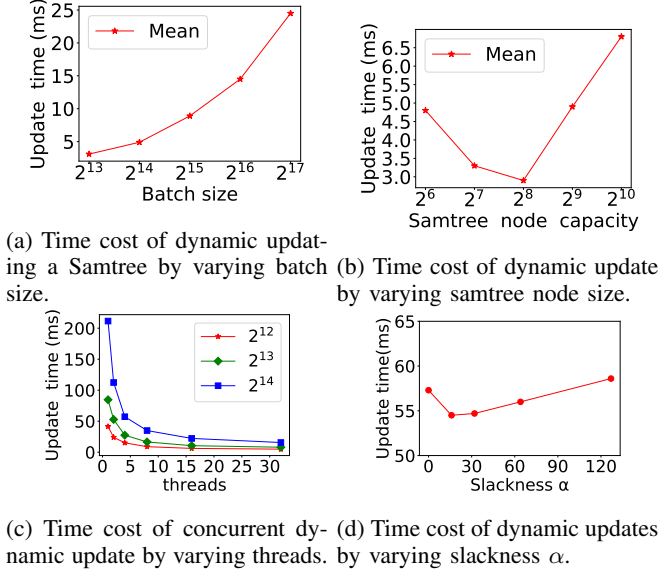 25
20
15
10
5
Update time (ms)
Mean
2^13 2^14 2^15 2^16 2^17
Batch size
(a) Time cost of dynamic updat-
ing a Samtree by varying batch
size.
6.5
6.0
5.5
5.0
4.5
4.0
3.5
3.0
Update time (ms)
Mean
2^6 2^7 2^8 2^9 2^10
Samtree node capacity
(b) Time cost of dynamic update
by varying samtree node size.
200
150
100
50
0
Update time (ms)
2^12
2^13
2^14
0 5 10 15 20 25 30
threads
(c) Time cost of concurrent dy-
namic update by varying threads.
65
60
55
50
Update time(ms)
0 30 60 90 120
Slackness α
(d) Time cost of dynamic updates
by varying slackness α.